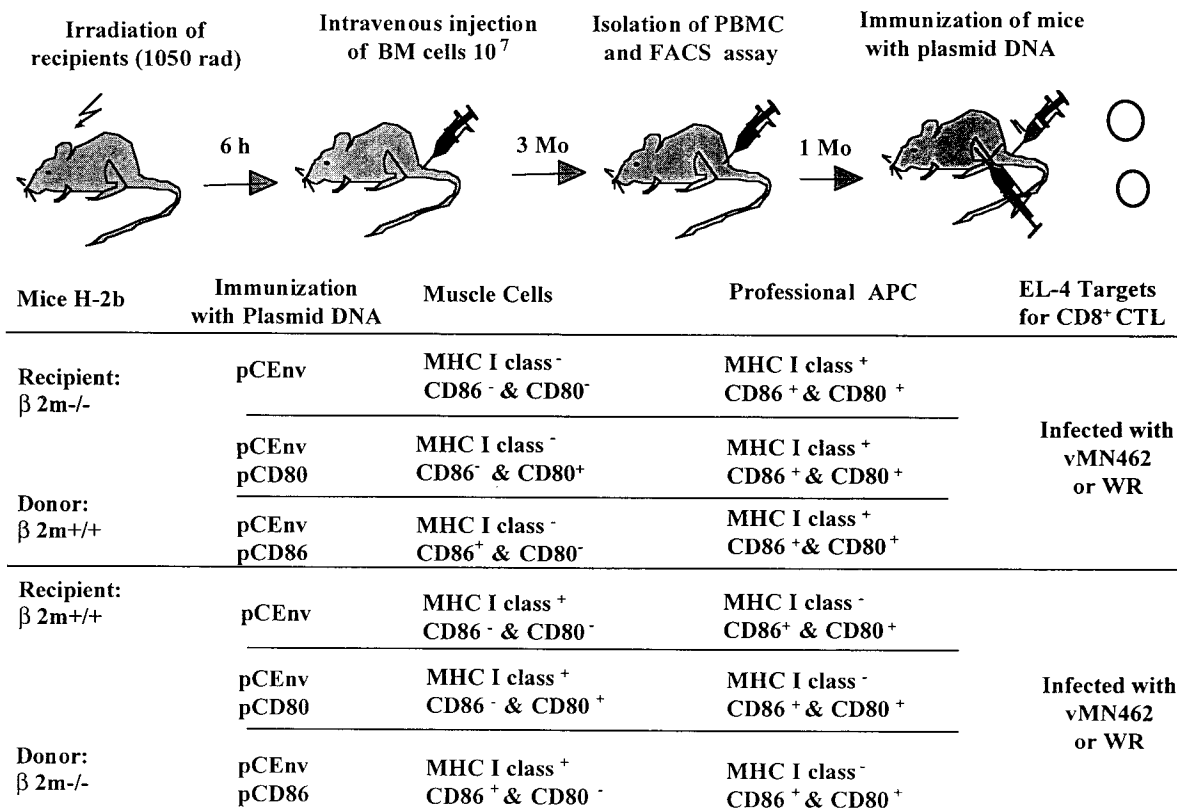 Irradiation of
recipients (1050 rad)
Intravenous injection
of BM cells 10⁷
Isolation of PBMC
and FACS assay
Immunization of mice
with plasmid DNA
6 h
3 Mo
1 Mo
Mice H-2b
Immunization
with Plasmid DNA
Muscle Cells
Professional APC
EL-4 Targets
for CD8⁺ CTL
Recipient:
β 2m-/-
pCEnv
MHC I class ⁻
CD86 ⁻ & CD80⁻
MHC I class ⁺
CD86 ⁺ & CD80 ⁺
pCEnv
pCD80
MHC I class ⁻
CD86⁻ & CD80⁺
MHC I class ⁺
CD86 ⁺ & CD80 ⁺
Infected with
vMN462
or WR
Donor:
β 2m+/+
pCEnv
pCD86
MHC I class ⁻
CD86⁺ & CD80⁻
MHC I class ⁺
CD86 ⁺ & CD80 ⁺
Recipient:
β 2m+/+
pCEnv
MHC I class ⁺
CD86 ⁻ & CD80 ⁻
MHC I class ⁻
CD86⁺ & CD80 ⁺
pCEnv
pCD80
MHC I class ⁺
CD86 ⁻ & CD80 ⁺
MHC I class ⁻
CD86 ⁺ & CD80 ⁺
Infected with
vMN462
or WR
Donor:
β 2m-/-
pCEnv
pCD86
MHC I class ⁺
CD86 ⁺ & CD80 ⁻
MHC I class ⁻
CD86 ⁺ & CD80 ⁺